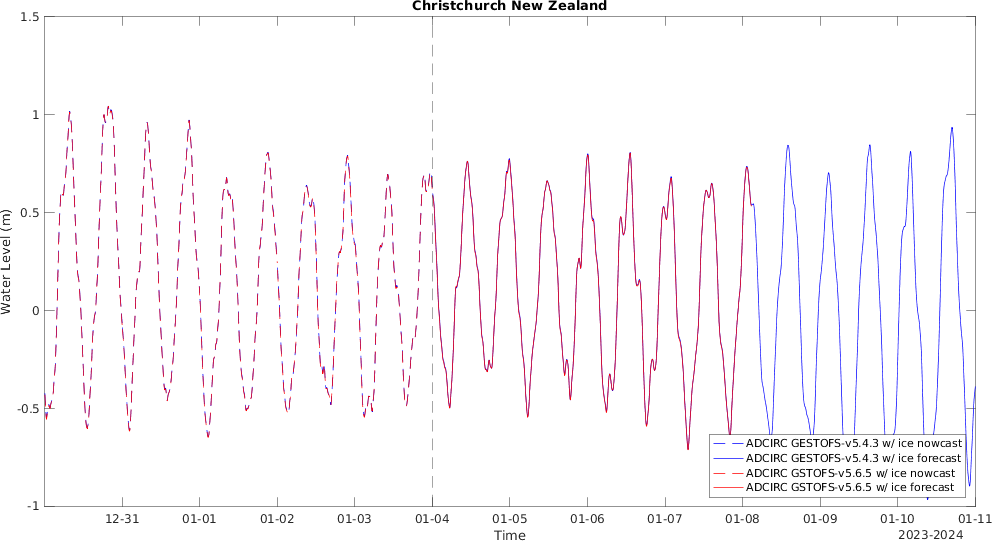 Christchurch New Zealand
1.5
1
0.5
0
-0.5
-1
Water Level (m)
12-31
01-01
01-02
01-03
01-04
01-05
01-06
01-07
01-08
01-09
01-10
01-11
Time
2023-2024
ADCIRC GESTOFS-v5.4.3 w/ ice nowcast
ADCIRC GESTOFS-v5.4.3 w/ ice forecast
ADCIRC GSTOFS-v5.6.5 w/ ice nowcast
ADCIRC GSTOFS-v5.6.5 w/ ice forecast